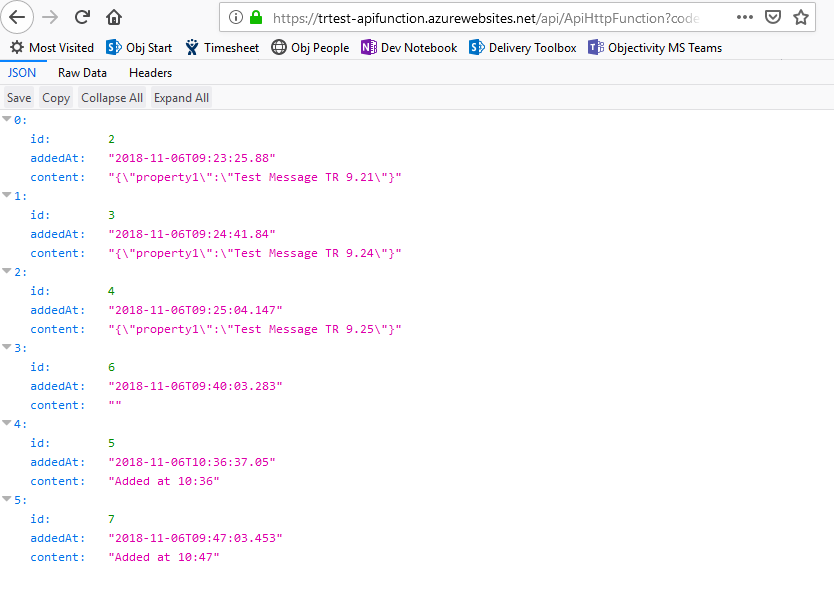 https://trtest-apifunction.azurewebsites.net/api/ApiHttpFunction?code
Most Visited Obj Start Timesheet Obj People Dev Notebook Delivery Toolbox Objectivity MS Teams
JSON Raw Data Headers
Save Copy Collapse All Expand All
0:
id: 2
addedAt: "2018-11-06T09:23:25.88"
content: "{\"property1\":\"Test Message TR 9.21\"}"
1:
id: 3
addedAt: "2018-11-06T09:24:41.84"
content: "{\"property1\":\"Test Message TR 9.24\"}"
2:
id: 4
addedAt: "2018-11-06T09:25:04.147"
content: "{\"property1\":\"Test Message TR 9.25\"}"
3:
id: 6
addedAt: "2018-11-06T09:40:03.283"
content: ""
4:
id: 5
addedAt: "2018-11-06T10:36:37.05"
content: "Added at 10:36"
5:
id: 7
addedAt: "2018-11-06T09:47:03.453"
content: "Added at 10:47"